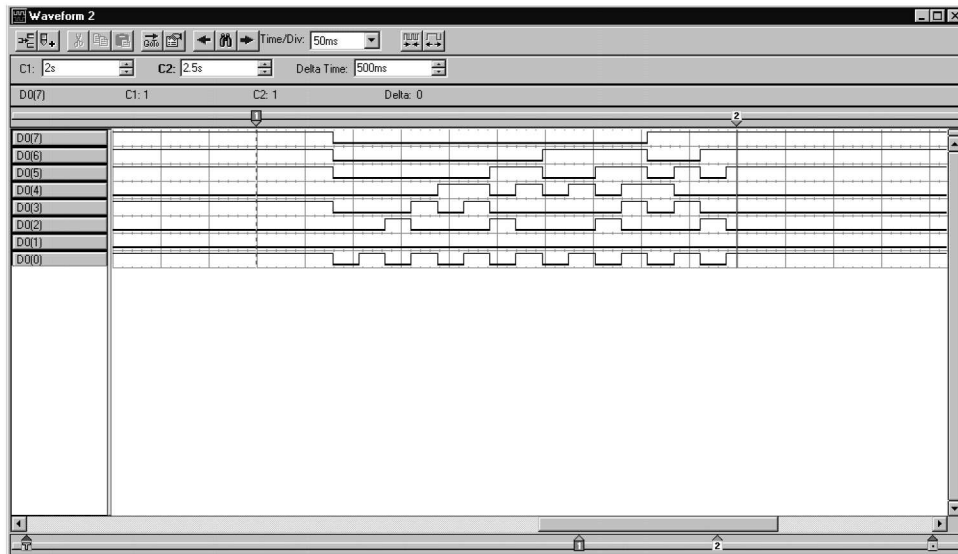 Waveform 2
Goto Time/Div: 50ms
C1: 2s C2: 2.5s Delta Time: 500ms
D0(7) C1: 1 C2: 1 Delta: 0
1 2
D0(7)
D0(6)
D0(5)
D0(4)
D0(3)
D0(2)
D0(1)
D0(0)
T 1 2